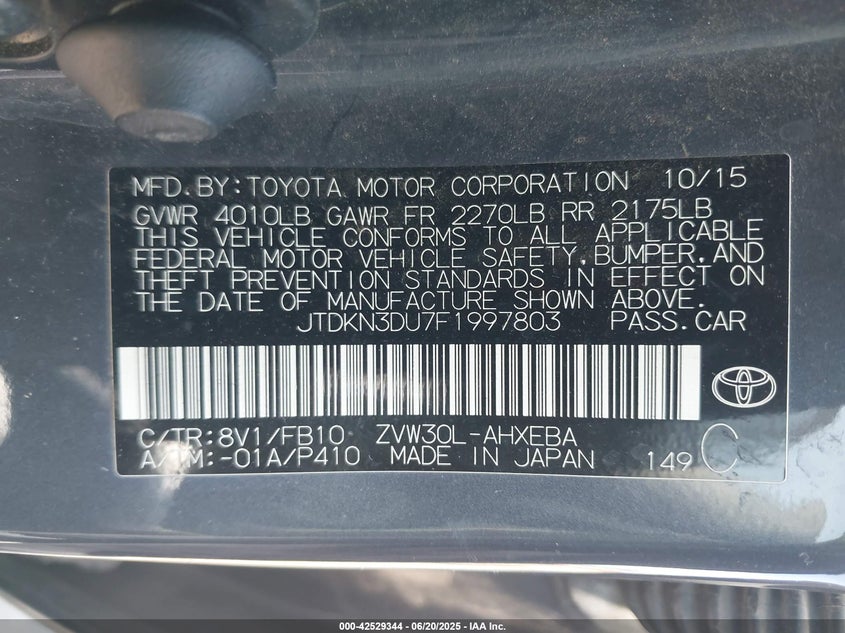 MFD.BY:TOYOTA MOTOR CORPORATION 10/15
GVWR 4010LB GAWR FR 2270LB RR 2175LB
THIS VEHICLE CONFORMS TO ALL APPLICABLE
FEDERAL MOTOR VEHICLE SAFETY,BUMPER,AND
THEFT PREVENTION STANDARDS IN EFFECT ON
THE DATE OF MANUFACTURE SHOWN ABOVE.
JTDKN3DU7F1997803 PASS.CAR
C/TR:8V1/FB10 ZVW30L-AHXEBA
A/TM:-01A/P410 MADE IN JAPAN 149 C
000-42529344 - 06/20/2025 - IAA Inc.